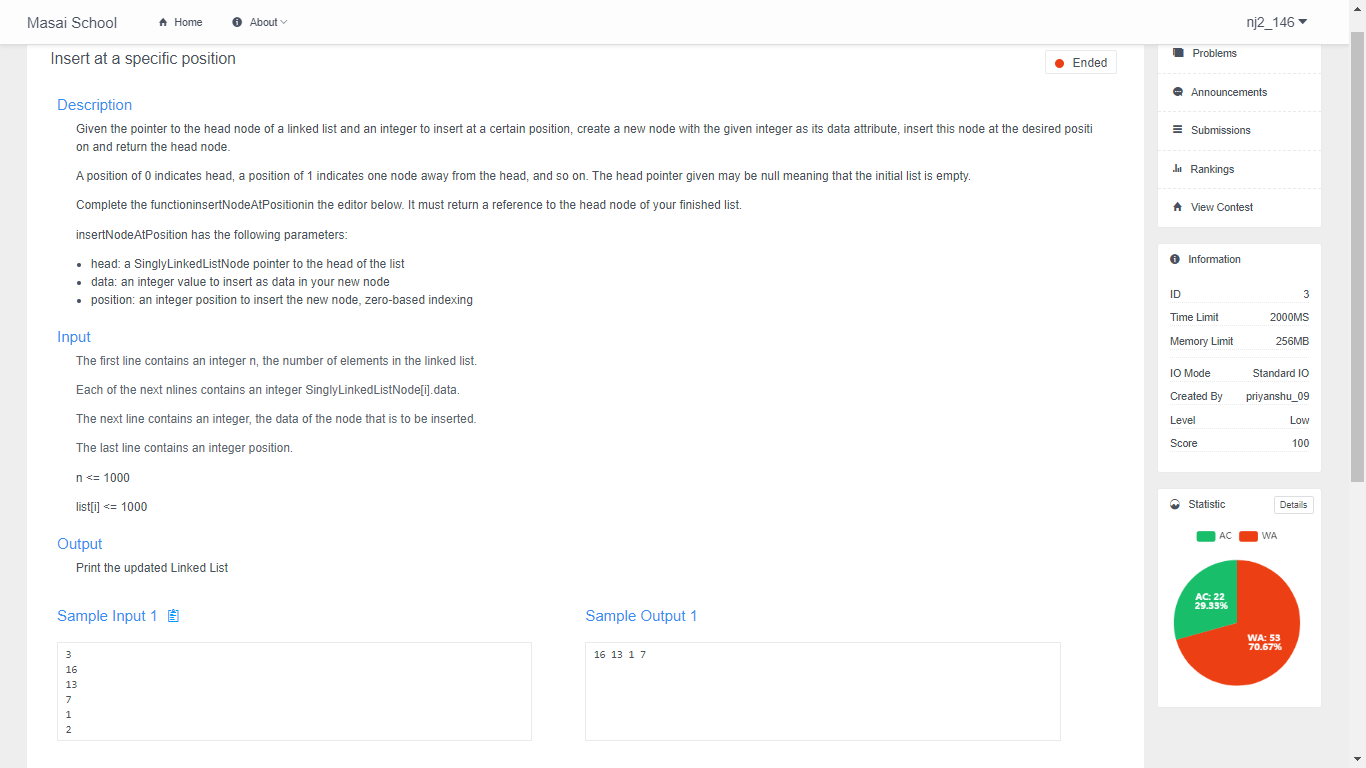 Masai School
Home
About
nj2_146
Insert at a specific position
Ended
Description
Given the pointer to the head node of a linked list and an integer to insert at a certain position, create a new node with the given integer as its data attribute, insert this node at the desired positi
on and return the head node.
A position of 0 indicates head, a position of 1 indicates one node away from the head, and so on. The head pointer given may be null meaning that the initial list is empty.
Complete the functioninsertNodeAtPositionin the editor below. It must return a reference to the head node of your finished list.
insertNodeAtPosition has the following parameters:
head: a SinglyLinkedListNode pointer to the head of the list
data: an integer value to insert as data in your new node
position: an integer position to insert the new node, zero-based indexing
Input
The first line contains an integer n, the number of elements in the linked list.
Each of the next nlines contains an integer SinglyLinkedListNode[i].data.
The next line contains an integer, the data of the node that is to be inserted.
The last line contains an integer position.
n <= 1000
list[i] <= 1000
Output
Print the updated Linked List
Sample Input 1
3
16
13
7
1
2
Sample Output 1
16 13 1 7
Problems
Announcements
Submissions
Rankings
View Contest
Information
ID 3
Time Limit 2000MS
Memory Limit 256MB
IO Mode Standard IO
Created By priyanshu_09
Level Low
Score 100
Statistic
Details
AC WA
AC: 22
29.33%
WA: 53
70.67%